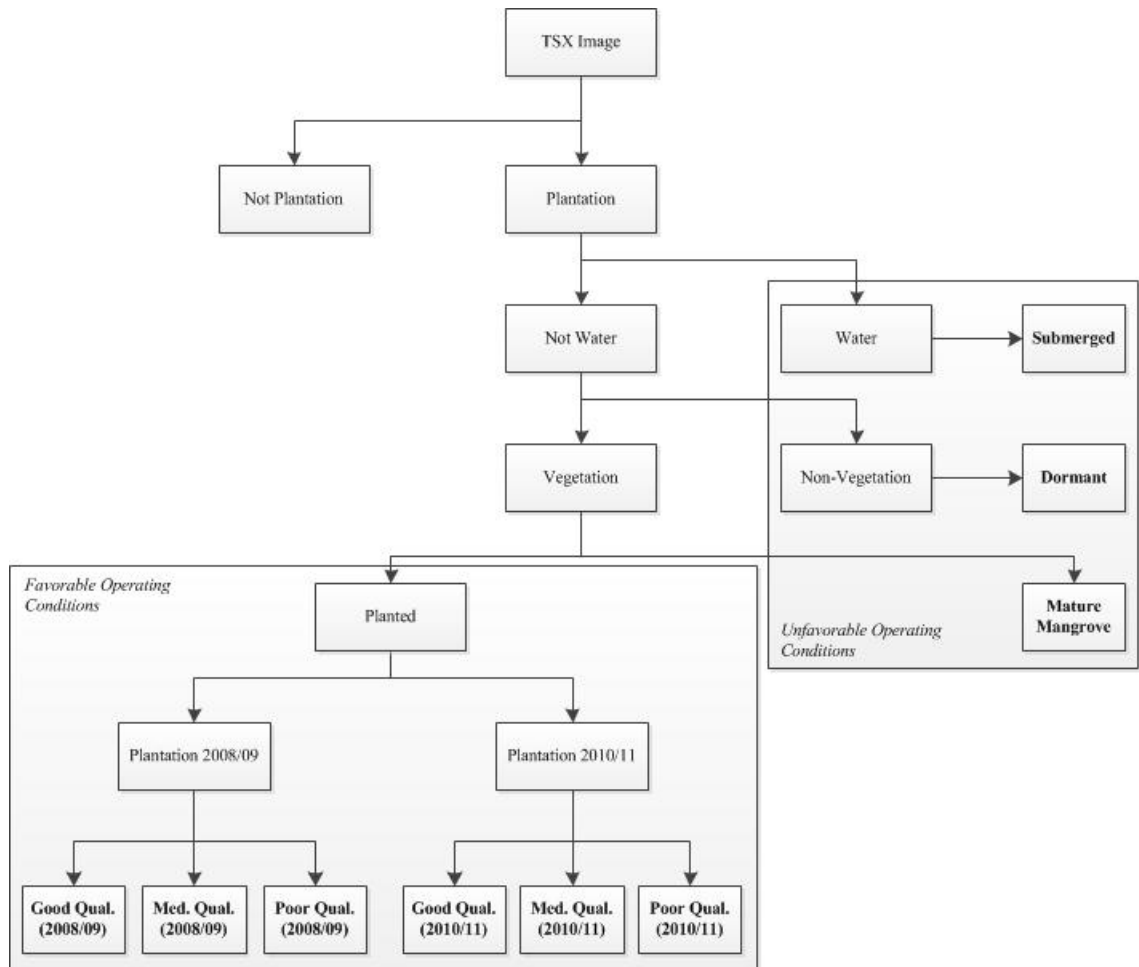 TSX Image
Not Plantation
Plantation
Not Water
Water
Submerged
Vegetation
Non-Vegetation
Dormant
Favorable Operating
Conditions
Planted
Mature
Mangrove
Unfavorable Operating
Conditions
Plantation 2008/09
Plantation 2010/11
Good Qual.
(2008/09)
Med. Qual.
(2008/09)
Poor Qual.
(2008/09)
Good Qual.
(2010/11)
Med. Qual.
(2010/11)
Poor Qual.
(2010/11)